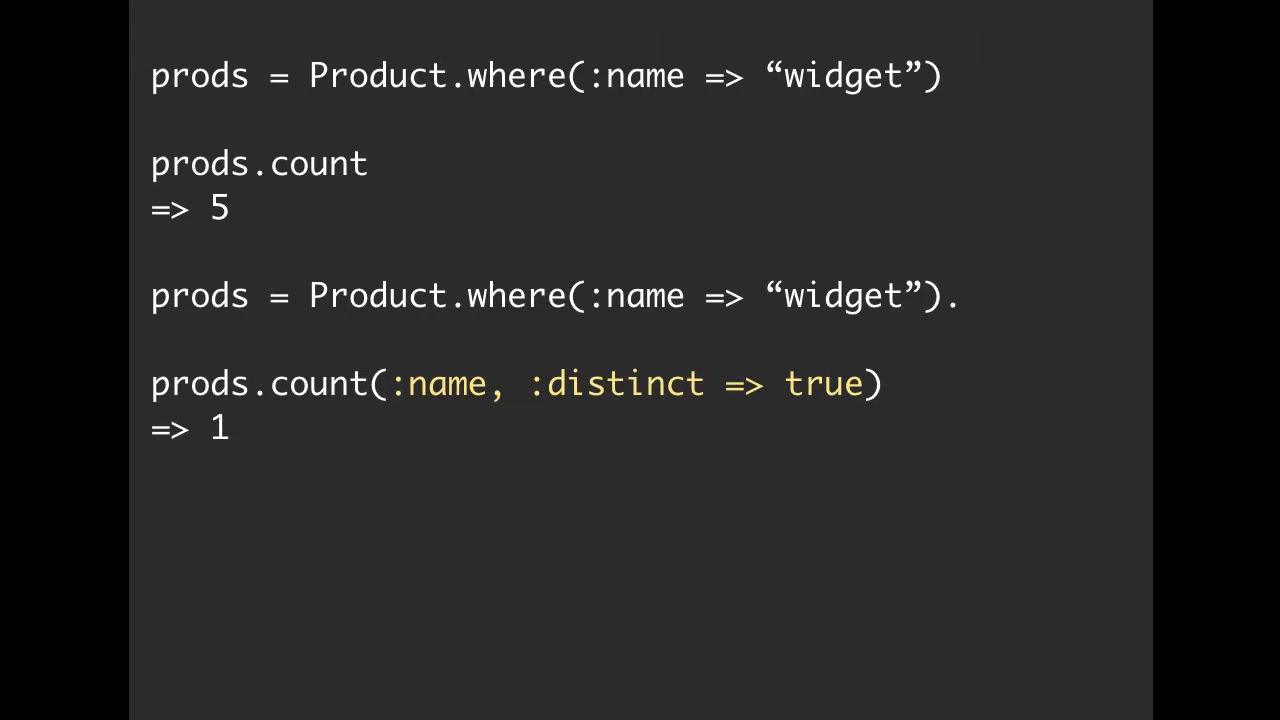 prods = Product.where(:name => “widget”)
prods.count
=> 5
prods = Product.where(:name => “widget”).
prods.count(:name, :distinct => true)
=> 1